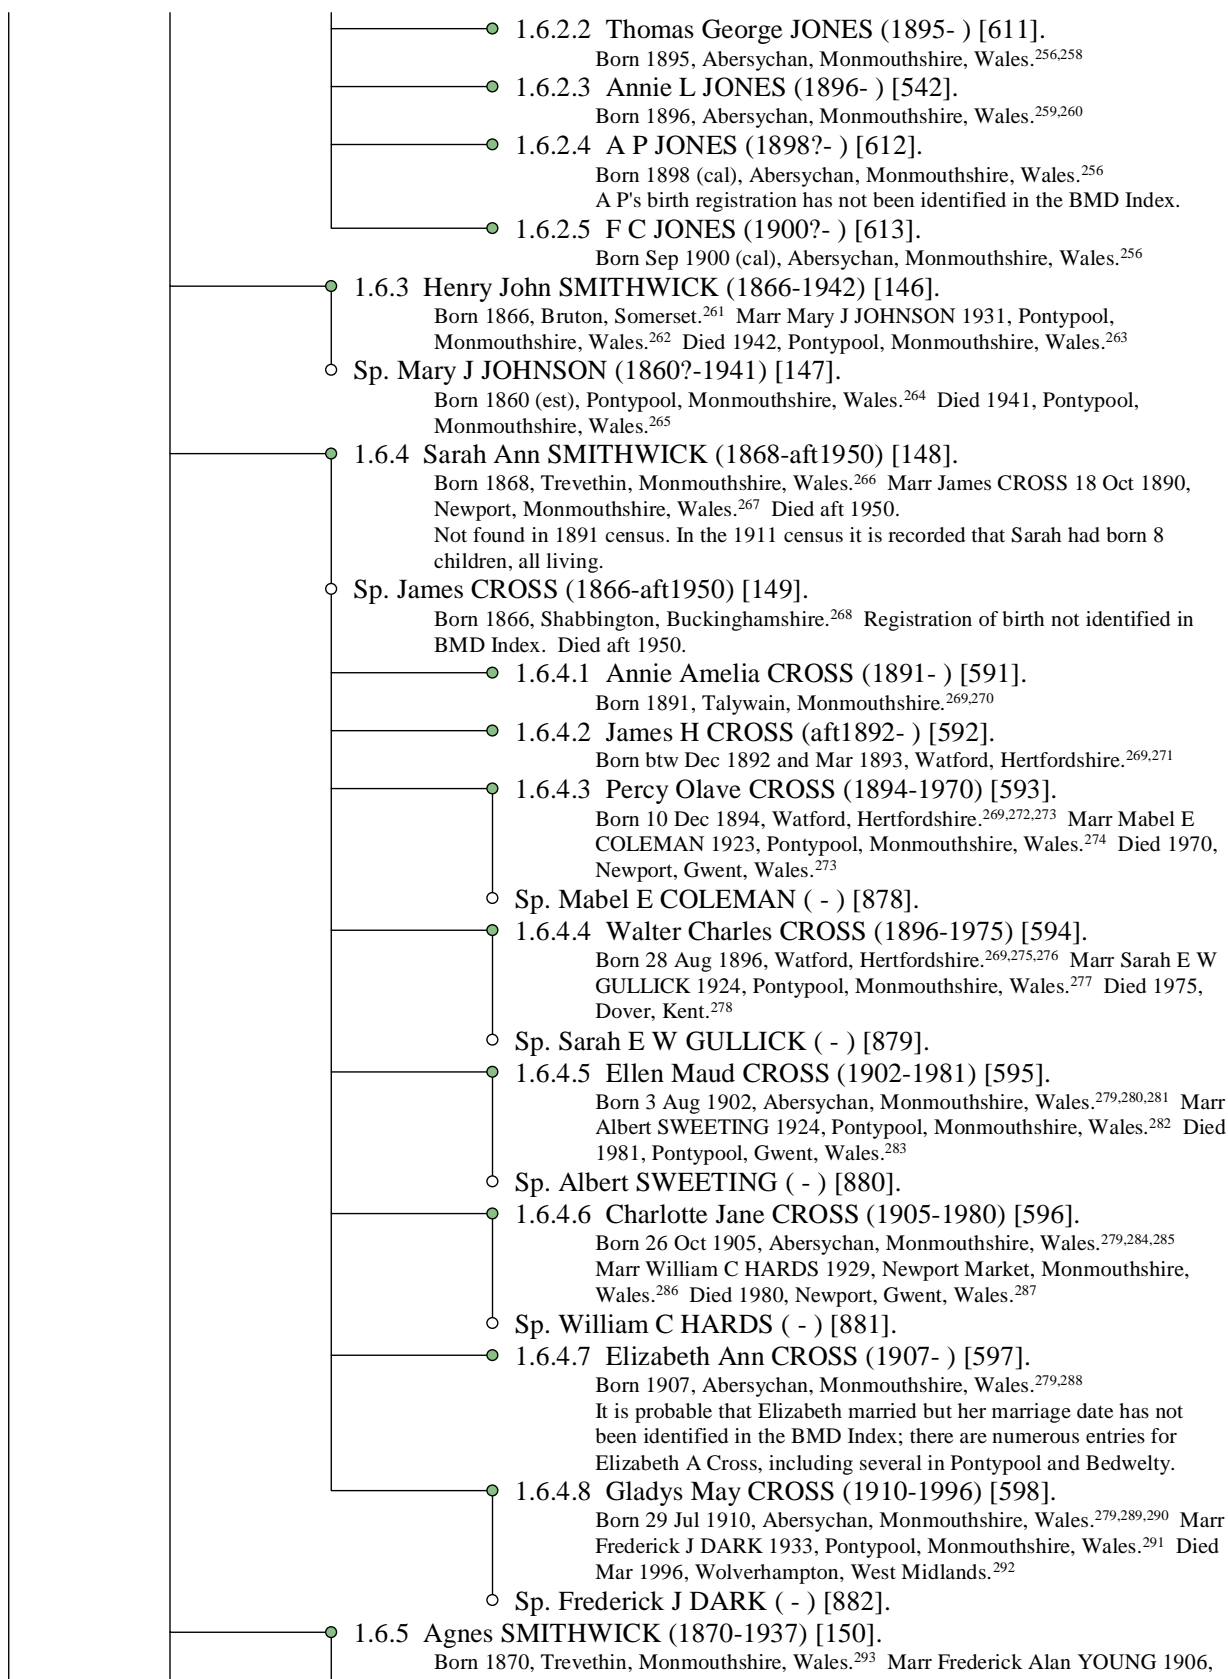 1.6.2.2 Thomas George JONES (1895- ) [611].
Born 1895, Abersychan, Monmouthshire, Wales.256,258
1.6.2.3 Annie L JONES (1896- ) [542].
Born 1896, Abersychan, Monmouthshire, Wales.259,260
1.6.2.4 A P JONES (1898?- ) [612].
Born 1898 (cal), Abersychan, Monmouthshire, Wales.256
A P's birth registration has not been identified in the BMD Index.
1.6.2.5 F C JONES (1900?- ) [613].
Born Sep 1900 (cal), Abersychan, Monmouthshire, Wales.256
1.6.3 Henry John SMITHWICK (1866-1942) [146].
Born 1866, Bruton, Somerset.261 Marr Mary J JOHNSON 1931, Pontypool,
Monmouthshire, Wales.262 Died 1942, Pontypool, Monmouthshire, Wales.263
Sp. Mary J JOHNSON (1860?-1941) [147].
Born 1860 (est), Pontypool, Monmouthshire, Wales.264 Died 1941, Pontypool,
Monmouthshire, Wales.265
1.6.4 Sarah Ann SMITHWICK (1868-aft1950) [148].
Born 1868, Trevethin, Monmouthshire, Wales.266 Marr James CROSS 18 Oct 1890,
Newport, Monmouthshire, Wales.267 Died aft 1950.
Not found in 1891 census. In the 1911 census it is recorded that Sarah had born 8
children, all living.
Sp. James CROSS (1866-aft1950) [149].
Born 1866, Shabbington, Buckinghamshire.268 Registration of birth not identified in
BMD Index. Died aft 1950.
1.6.4.1 Annie Amelia CROSS (1891- ) [591].
Born 1891, Talywain, Monmouthshire.269,270
1.6.4.2 James H CROSS (aft1892- ) [592].
Born btw Dec 1892 and Mar 1893, Watford, Hertfordshire.269,271
1.6.4.3 Percy Olave CROSS (1894-1970) [593].
Born 10 Dec 1894, Watford, Hertfordshire.269,272,273 Marr Mabel E
COLEMAN 1923, Pontypool, Monmouthshire, Wales.274 Died 1970,
Newport, Gwent, Wales.273
Sp. Mabel E COLEMAN ( - ) [878].
1.6.4.4 Walter Charles CROSS (1896-1975) [594].
Born 28 Aug 1896, Watford, Hertfordshire.269,275,276 Marr Sarah E W
GULLICK 1924, Pontypool, Monmouthshire, Wales.277 Died 1975,
Dover, Kent.278
Sp. Sarah E W GULLICK ( - ) [879].
1.6.4.5 Ellen Maud CROSS (1902-1981) [595].
Born 3 Aug 1902, Abersychan, Monmouthshire, Wales.279,280,281 Marr
Albert SWEETING 1924, Pontypool, Monmouthshire, Wales.282 Died
1981, Pontypool, Gwent, Wales.283
Sp. Albert SWEETING ( - ) [880].
1.6.4.6 Charlotte Jane CROSS (1905-1980) [596].
Born 26 Oct 1905, Abersychan, Monmouthshire, Wales.279,284,285
Marr William C HARDS 1929, Newport Market, Monmouthshire,
Wales.286 Died 1980, Newport, Gwent, Wales.287
Sp. William C HARDS ( - ) [881].
1.6.4.7 Elizabeth Ann CROSS (1907- ) [597].
Born 1907, Abersychan, Monmouthshire, Wales.279,288
It is probable that Elizabeth married but her marriage date has not
been identified in the BMD Index; there are numerous entries for
Elizabeth A Cross, including several in Pontypool and Bedwelty.
1.6.4.8 Gladys May CROSS (1910-1996) [598].
Born 29 Jul 1910, Abersychan, Monmouthshire, Wales.279,289,290 Marr
Frederick J DARK 1933, Pontypool, Monmouthshire, Wales.291 Died
Mar 1996, Wolverhampton, West Midlands.292
Sp. Frederick J DARK ( - ) [882].
1.6.5 Agnes SMITHWICK (1870-1937) [150].
Born 1870, Trevethin, Monmouthshire, Wales.293 Marr Frederick Alan YOUNG 1906,